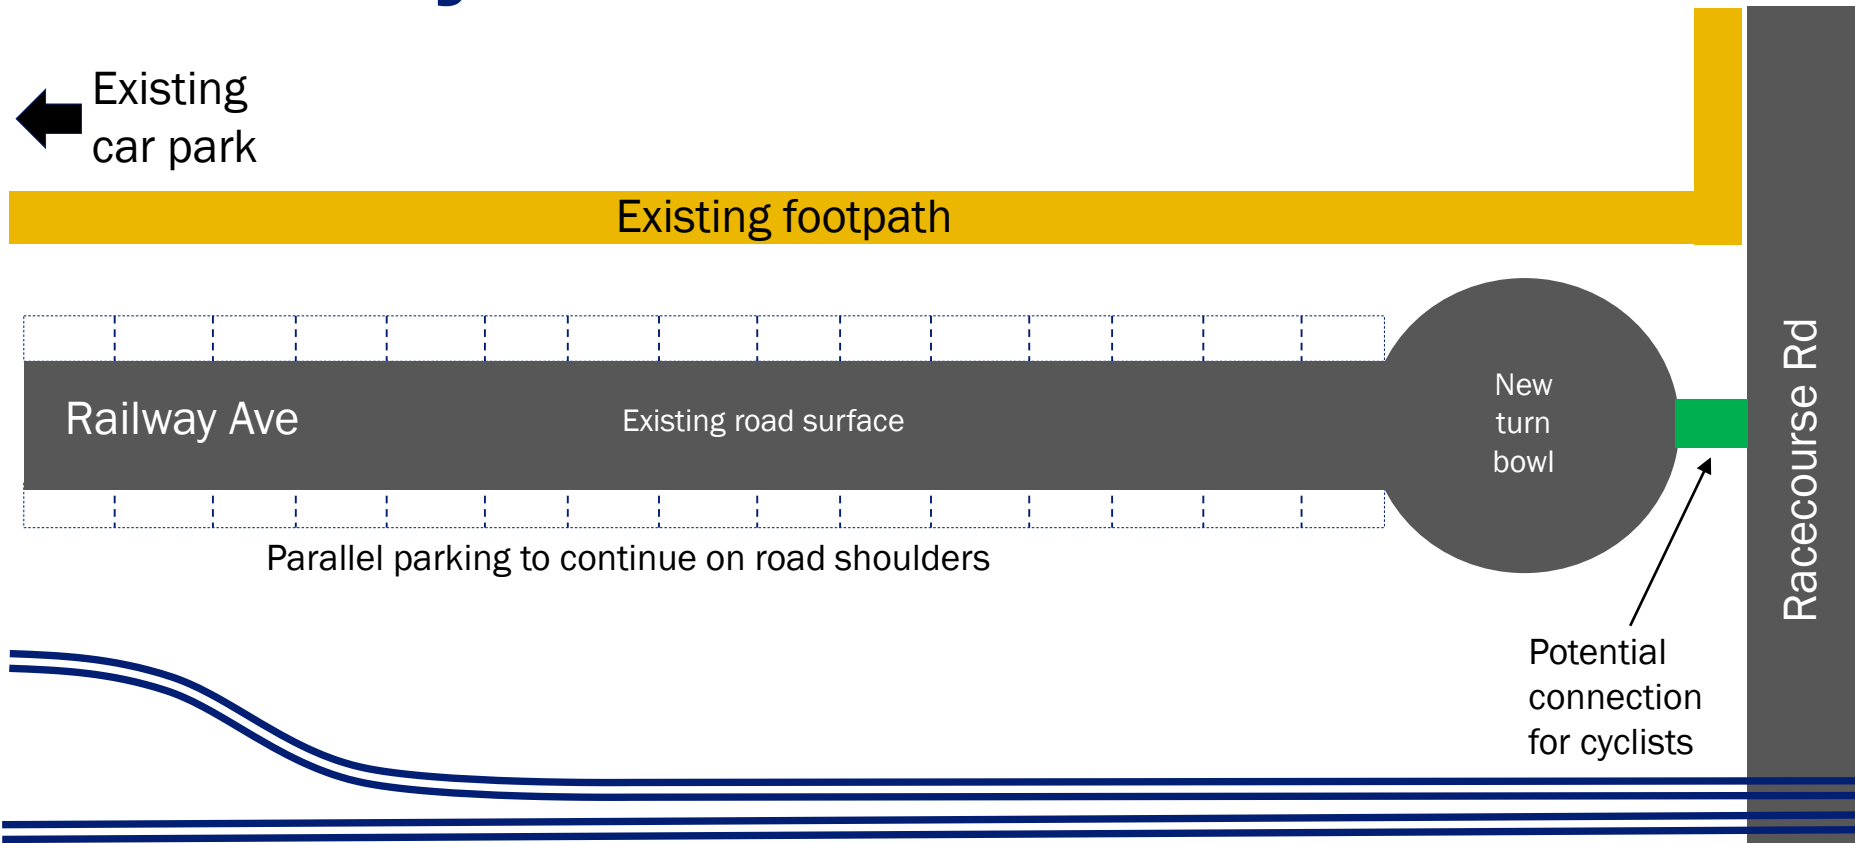 Existing
car park
Existing footpath
Railway Ave
Existing road surface
New
turn
bowl
Racecourse Rd
Parallel parking to continue on road shoulders
Potential
connection
for cyclists